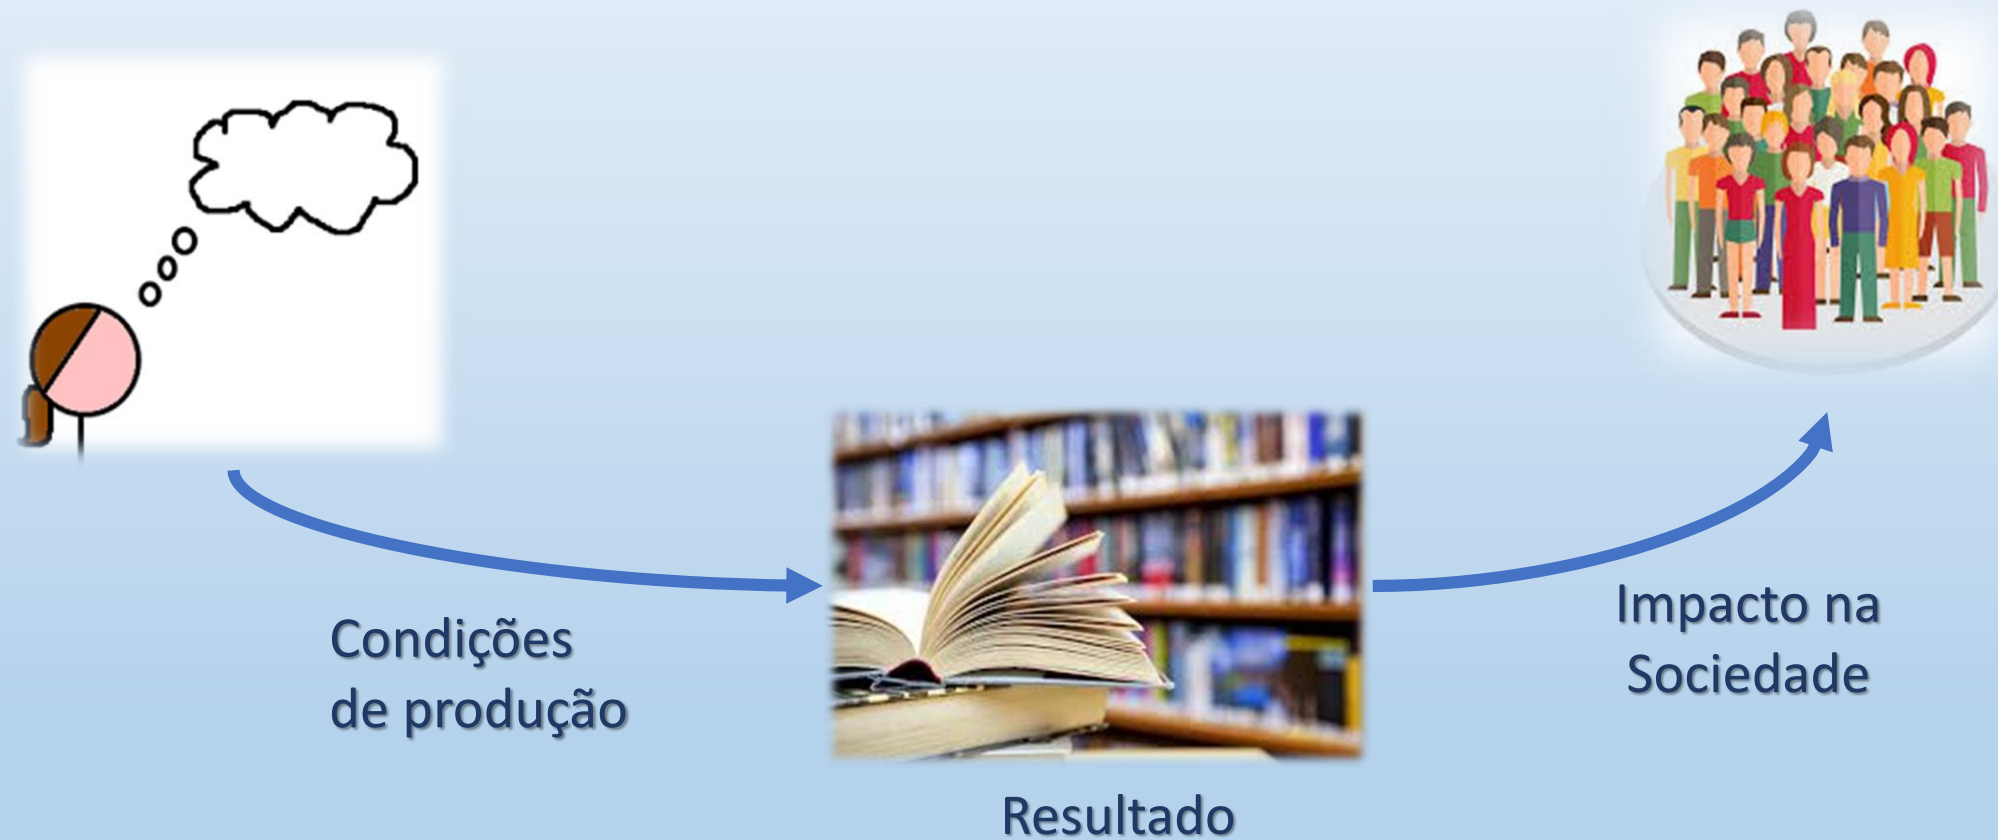 Condições
de produção
Resultado
Impacto na
Sociedade